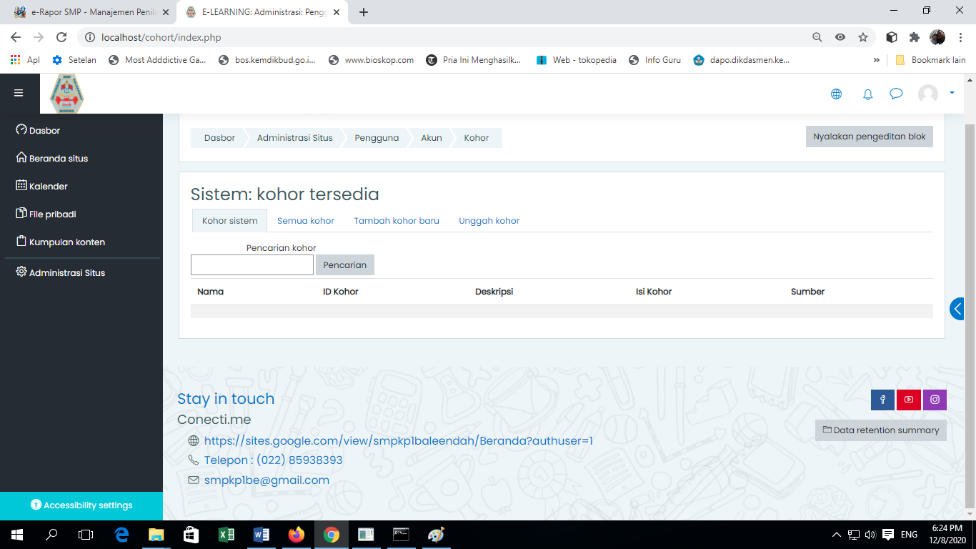 e-Rapor SMP - Manajemen Penil
E-LEARNING: Administrasi: Pengg
localhost/cohort/index.php
Apl
Setelan
Most Adddictive Ga...
bos.kemdikbud.go.i...
www.bioskop.com
Pria Ini Menghasilk...
Web - tokopedia
Info Guru
dapo.dikdasmen.ke...
»
Bookmark lain
Dasbor
Beranda situs
Kalender
File pribadi
Kumpulan konten
Administrasi Situs
Accessibility settings
Dasbor Administrasi Situs Pengguna Akun Kohor
Nyalakan pengeditan blok
Sistem: kohor tersedia
Kohor sistem Semua kohor Tambah kohor baru Unggah kohor
Pencarian kohor
Pencarian
Nama ID Kohor Deskripsi Isi Kohor Sumber
Stay in touch
Conecti.me
https://sites.google.com/view/smpkp1baleendah/Beranda?authuser=1
Telepon : (022) 85938393
smpkp1be@gmail.com
Data retention summary
ENG
6:24 PM
12/8/2020